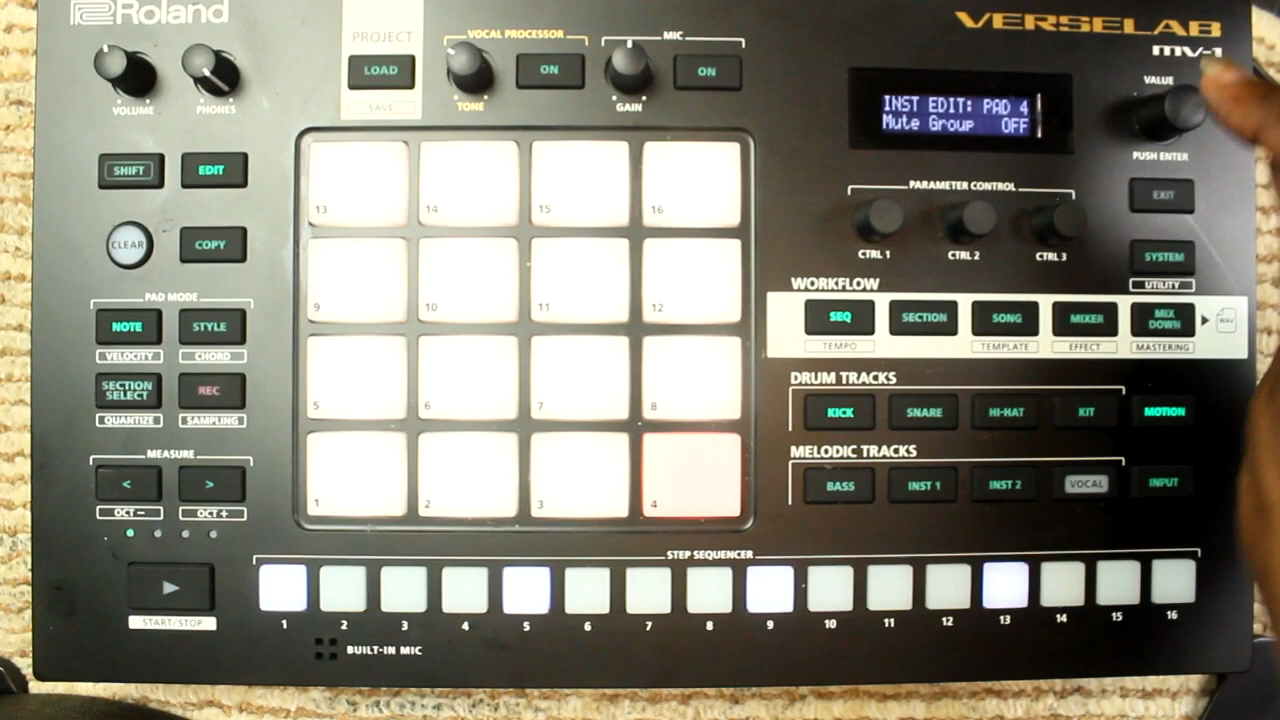 Roland
VERSELAB
MV-1
PROJECT
LOAD
SAVE
VOCAL PROCESSOR
TONE
ON
MIC
GAIN
ON
VOLUME
PHONES
INST EDIT: PAD 4
Mute Group OFF
VALUE
PUSH ENTER
SHIFT
EDIT
CLEAR
COPY
PARAMETER CONTROL
CTRL 1
CTRL 2
CTRL 3
EXIT
SYSTEM
UTILITY
PAD MODE
NOTE
STYLE
VELOCITY
CHORD
SECTION SELECT
REC
QUANTIZE
SAMPLING
MEASURE
<
>
OCT −
OCT +
START/STOP
13
14
15
16
9
10
11
12
5
6
7
8
1
2
3
4
WORKFLOW
SEQ
SECTION
SONG
MIXER
MIX DOWN
WAV
TEMPO
TEMPLATE
EFFECT
MASTERING
DRUM TRACKS
KICK
SNARE
HI-HAT
KIT
MOTION
MELODIC TRACKS
BASS
INST 1
INST 2
VOCAL
INPUT
STEP SEQUENCER
1 2 3 4 5 6 7 8 9 10 11 12 13 14 15 16
BUILT-IN MIC